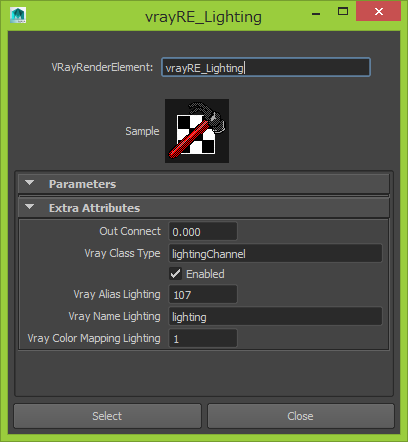 vrayRE_Lighting
VRayRenderElement: vrayRE_Lighting
Sample
Parameters
Extra Attributes
Out Connect 0.000
Vray Class Type lightingChannel
Enabled
Vray Alias Lighting 107
Vray Name Lighting lighting
Vray Color Mapping Lighting 1
Select Close